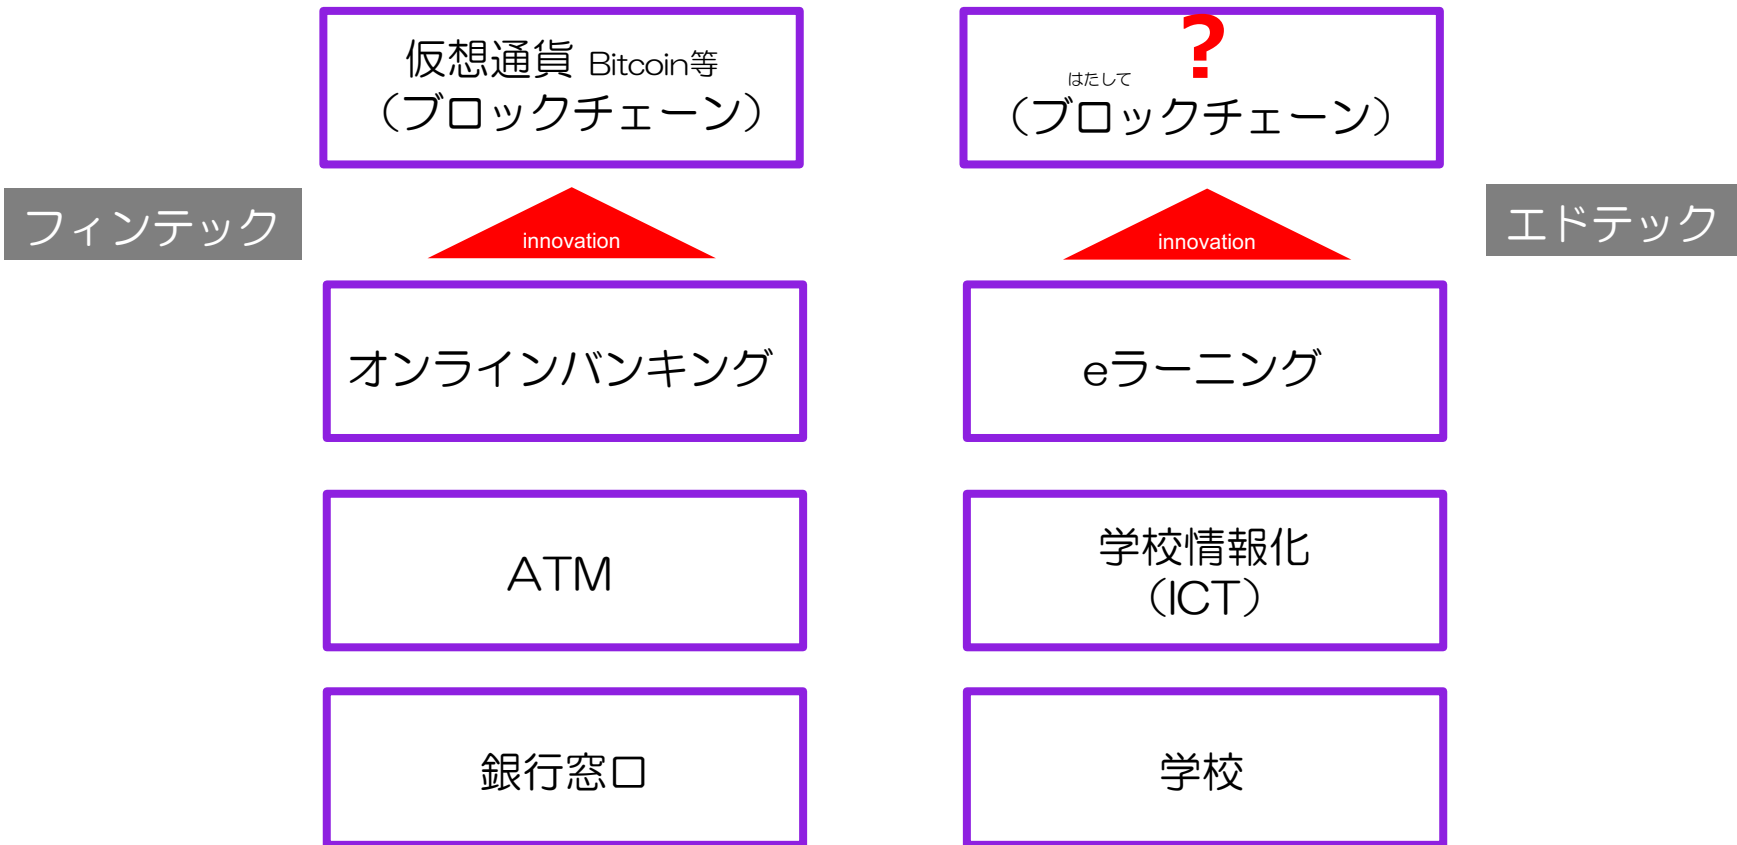 仮想通貨 Bitcoin等
（ブロックチェーン）
?
はたして
（ブロックチェーン）
フィンテック
innovation
innovation
エドテック
オンラインバンキング
eラーニング
ATM
学校情報化
（ICT）
銀行窓口
学校